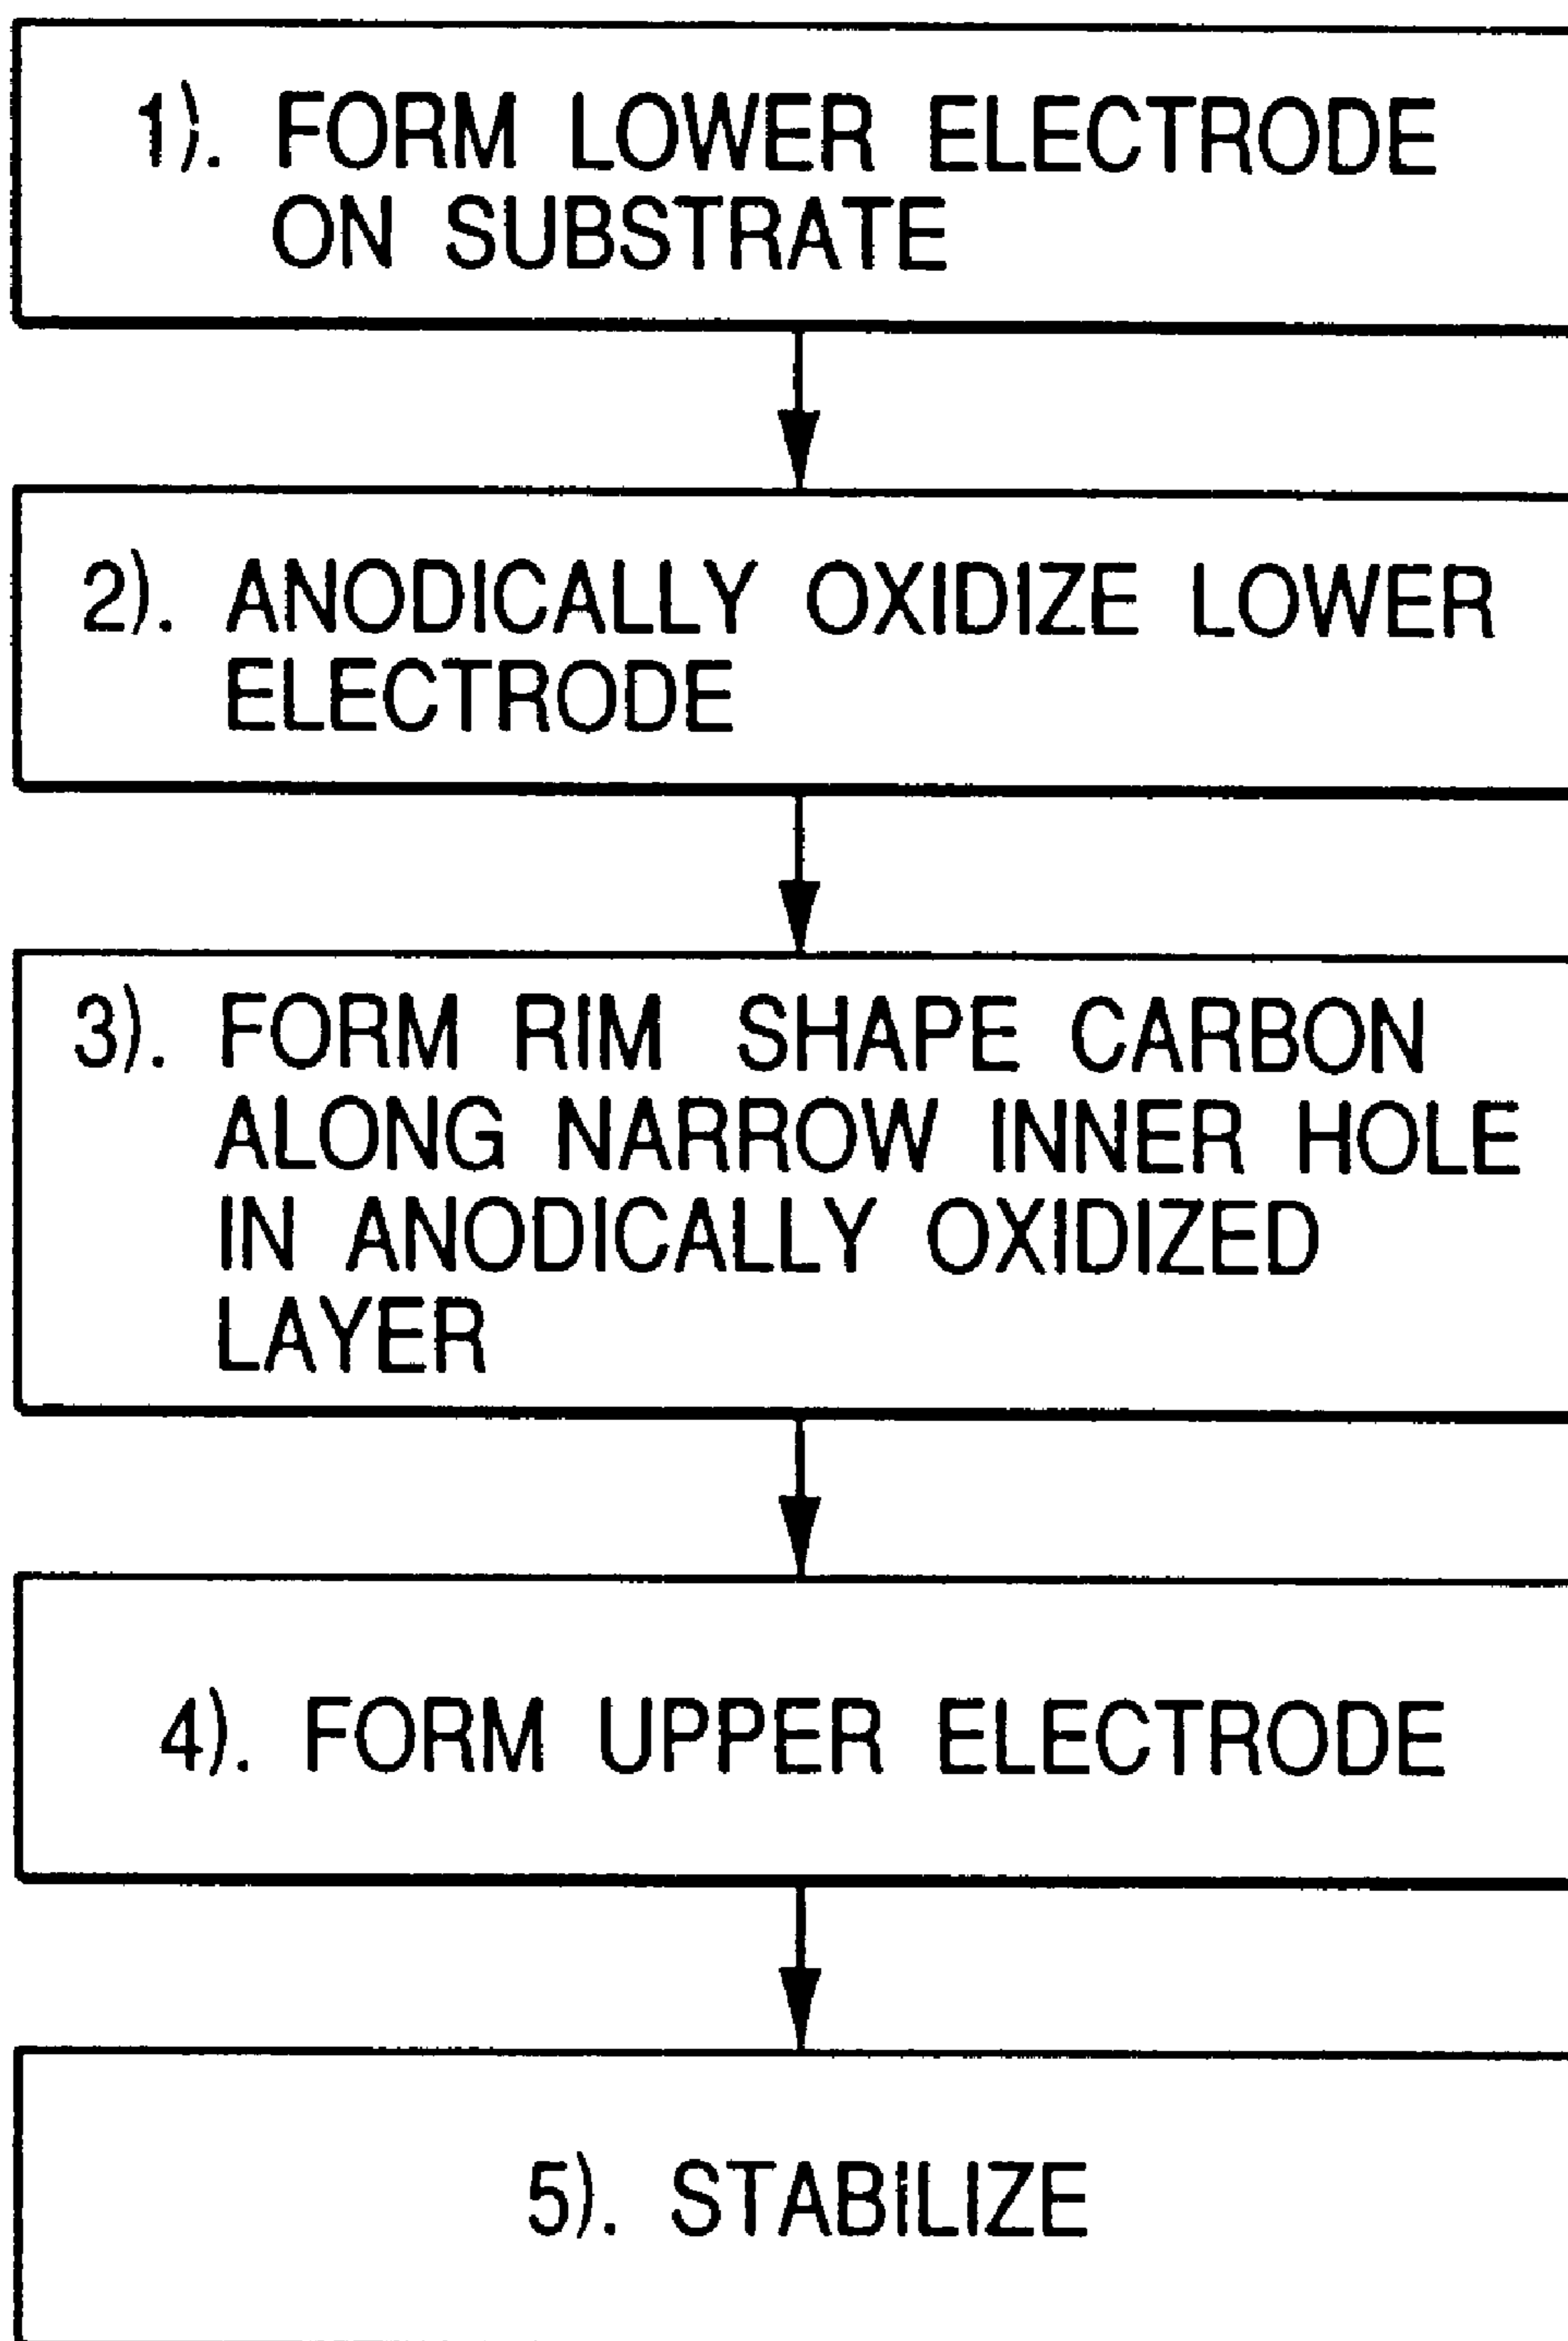 1). FORM LOWER ELECTRODE
ON SUBSTRATE
2). ANODICALLY OXIDIZE LOWER
ELECTRODE
3). FORM RIM SHAPE CARBON
ALONG NARROW INNER HOLE
IN ANODICALLY OXIDIZED
LAYER
4). FORM UPPER ELECTRODE
5). STABILIZE